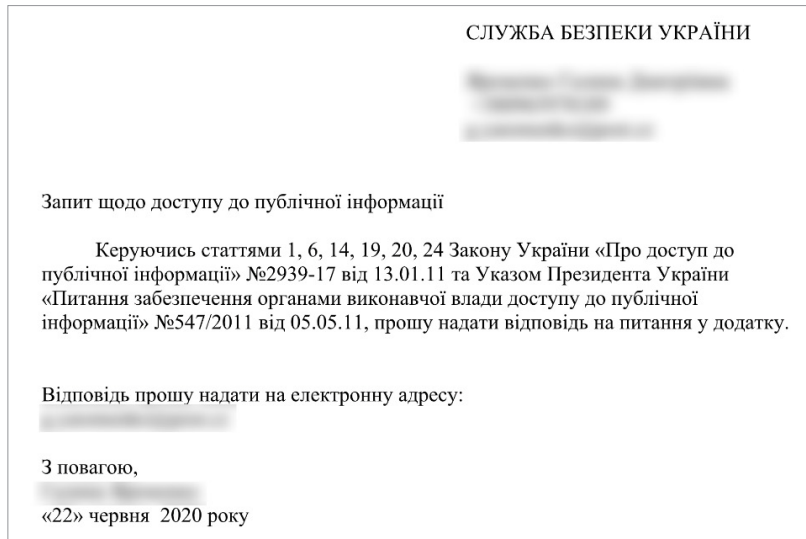 СЛУЖБА БЕЗПЕКИ УКРАЇНИ
Запит щодо доступу до публічної інформації
Керуючись статтями 1, 6, 14, 19, 20, 24 Закону України «Про доступ до
публічної інформації» №2939-17 від 13.01.11 та Указом Президента України
«Питання забезпечення органами виконавчої влади доступу до публічної
інформації» №547/2011 від 05.05.11, прошу надати відповідь на питання у додатку.
Відповідь прошу надати на електронну адресу:
З повагою,
«22» червня 2020 року